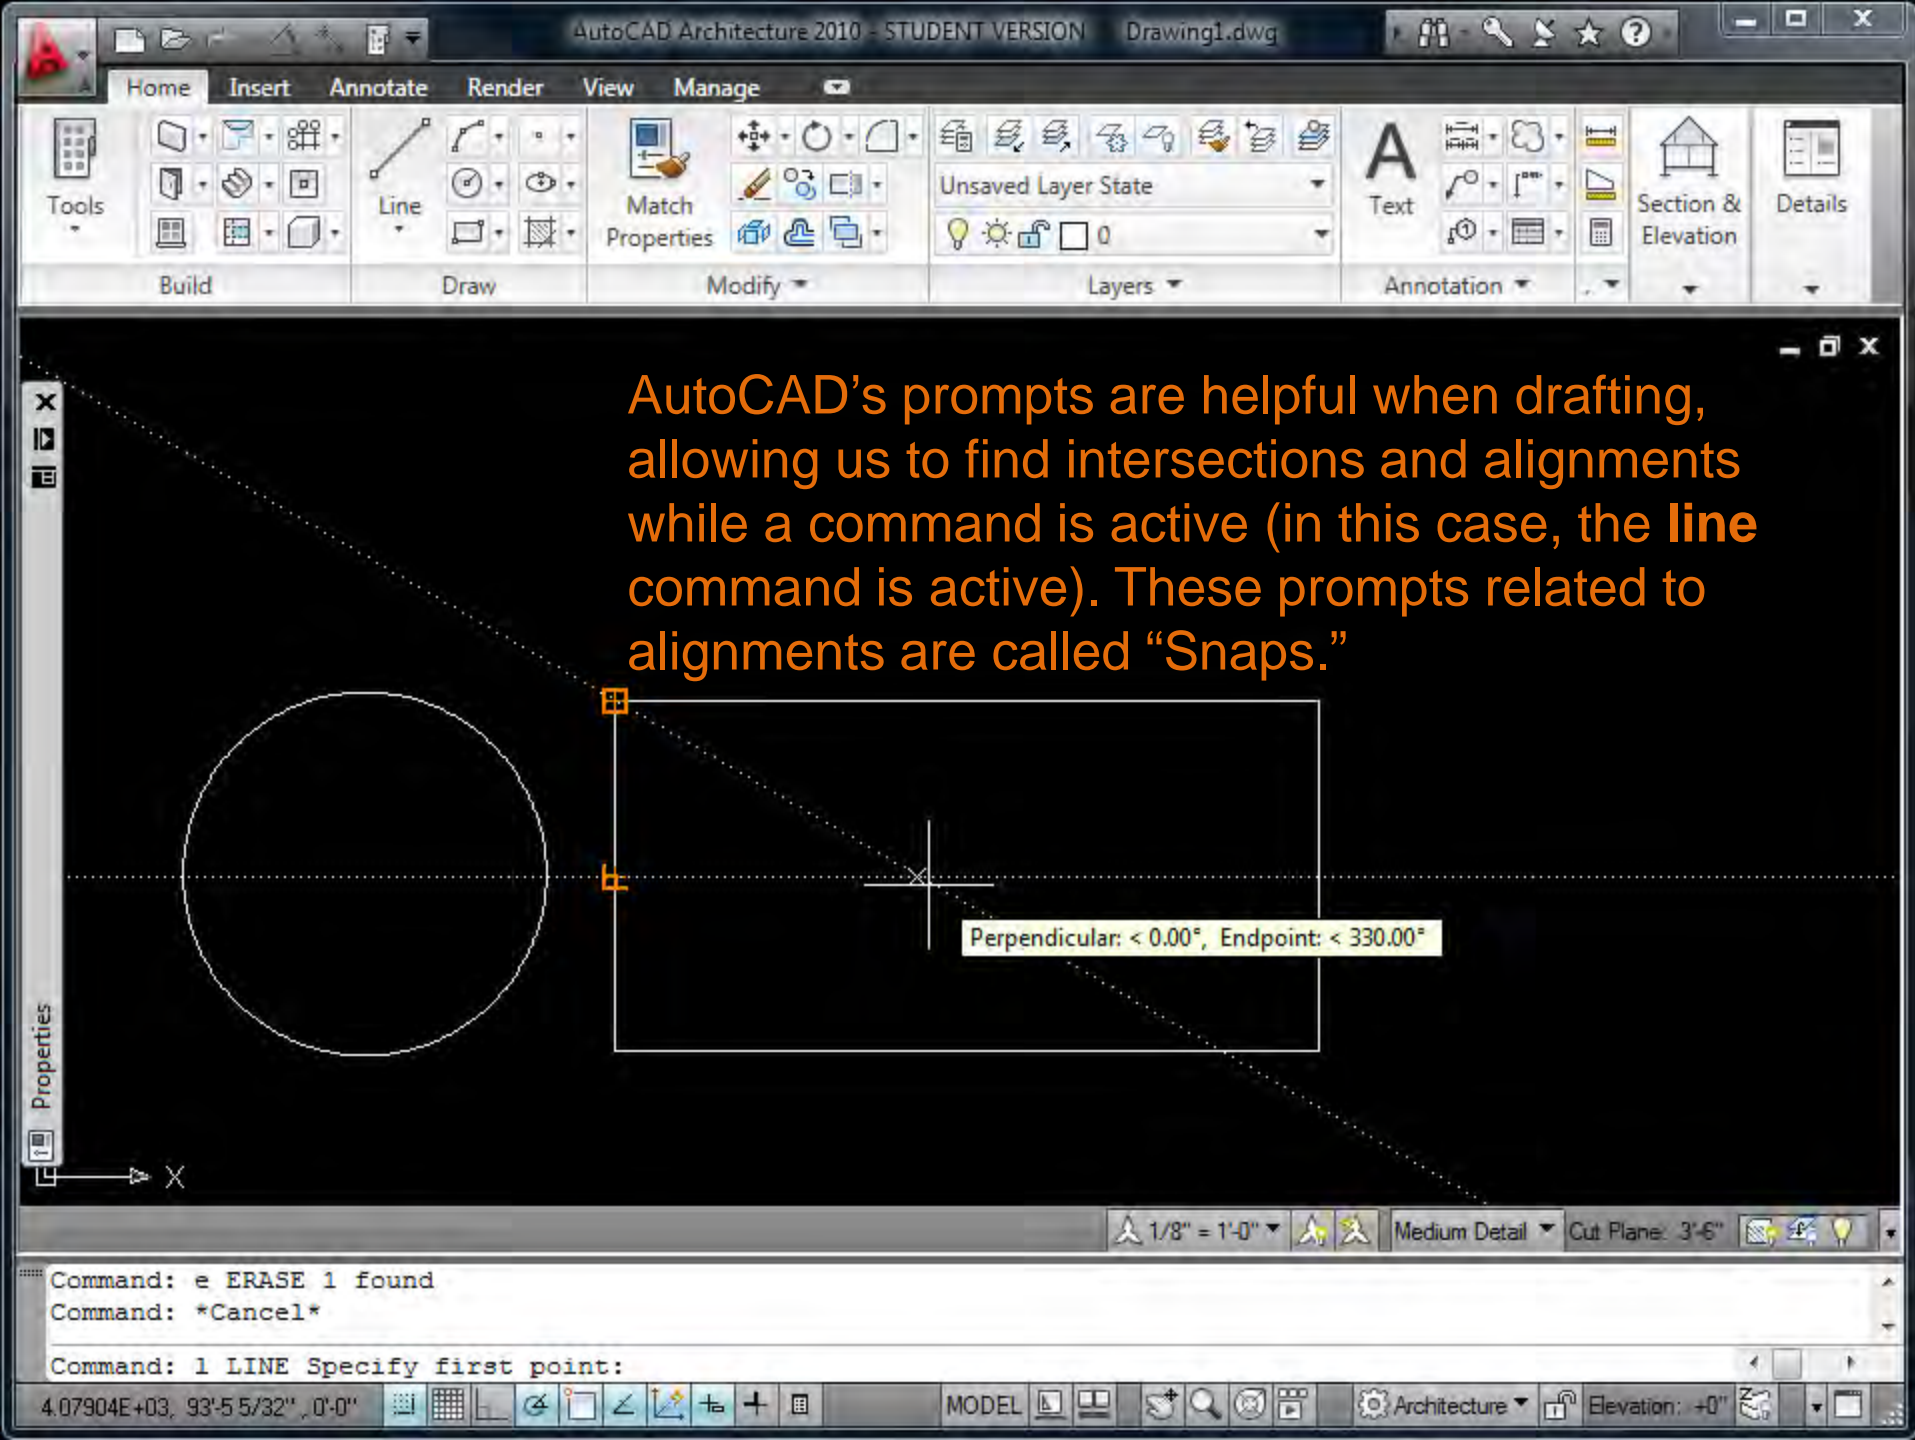 AutoCAD Architecture 2010 - STUDENT VERSION Drawing1.dwg
Home Insert Annotate Render View Manage
Tools
Line
Match
Properties
Unsaved Layer State
0
A
Text
Section &
Elevation
Details
Build Draw Modify Layers Annotation
AutoCAD’s prompts are helpful when drafting,
allowing us to find intersections and alignments
while a command is active (in this case, the line
command is active). These prompts related to
alignments are called “Snaps.”
Perpendicular: < 0.00°, Endpoint: < 330.00°
Properties
X
1/8" = 1'-0" Medium Detail Cut Plane: 3'-6"
Command: e ERASE 1 found
Command: *Cancel*
Command: l LINE Specify first point:
4.07904E+03, 93'-5 5/32" , 0'-0" MODEL Architecture Elevation: +0"